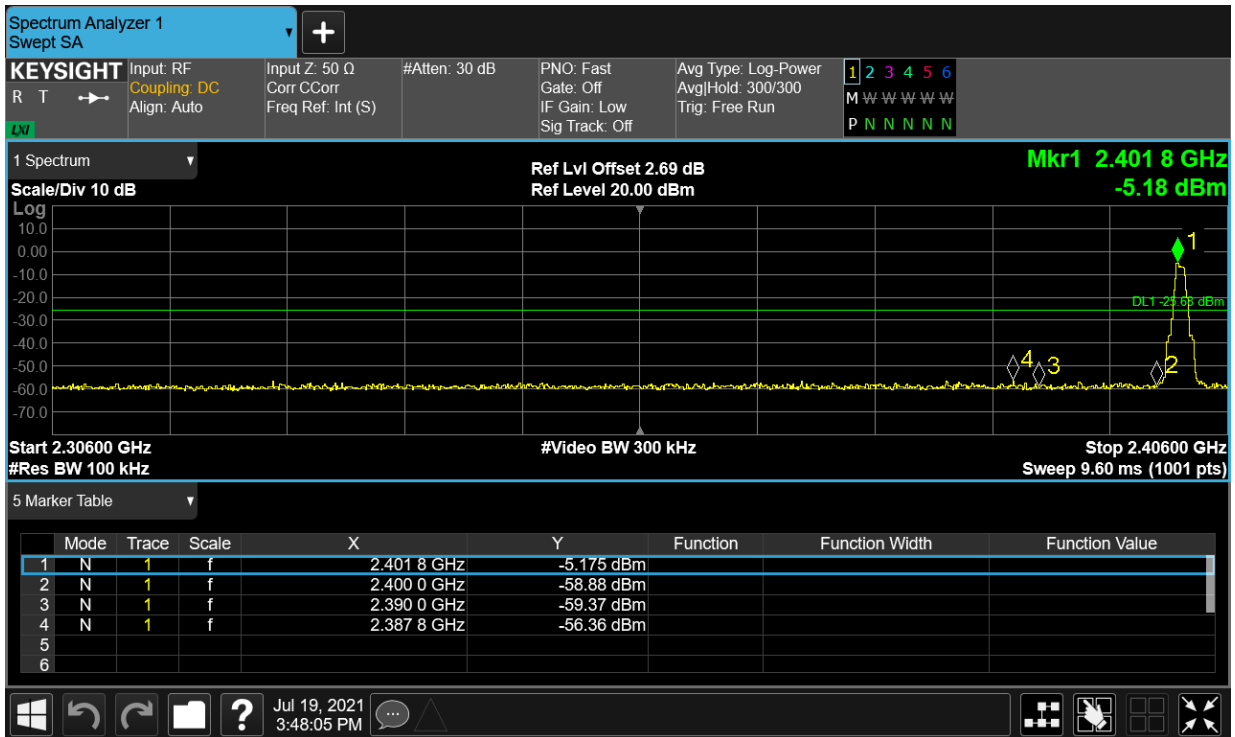 Spectrum Analyzer 1
Swept SA
KEYSIGHT
R T
LXI
Input: RF
Coupling: DC
Align: Auto
Input Z: 50 Ω
Corr CCorr
Freq Ref: Int (S)
#Atten: 30 dB
PNO: Fast
Gate: Off
IF Gain: Low
Sig Track: Off
Avg Type: Log-Power
Avg|Hold: 300/300
Trig: Free Run
1 2 3 4 5 6
M W W W W W
P N N N N N
1 Spectrum
Scale/Div 10 dB
Ref Lvl Offset 2.69 dB
Ref Level 20.00 dBm
Mkr1 2.401 8 GHz
-5.18 dBm
Log
10.0
0.00
-10.0
-20.0
-30.0
-40.0
-50.0
-60.0
-70.0
1
DL1 -25.68 dBm
4
3
2
Start 2.30600 GHz
#Res BW 100 kHz
#Video BW 300 kHz
Stop 2.40600 GHz
Sweep 9.60 ms (1001 pts)
5 Marker Table
Mode Trace Scale X Y Function Function Width Function Value
1 N 1 f 2.401 8 GHz -5.175 dBm
2 N 1 f 2.400 0 GHz -58.88 dBm
3 N 1 f 2.390 0 GHz -59.37 dBm
4 N 1 f 2.387 8 GHz -56.36 dBm
5
6
?
Jul 19, 2021
3:48:05 PM